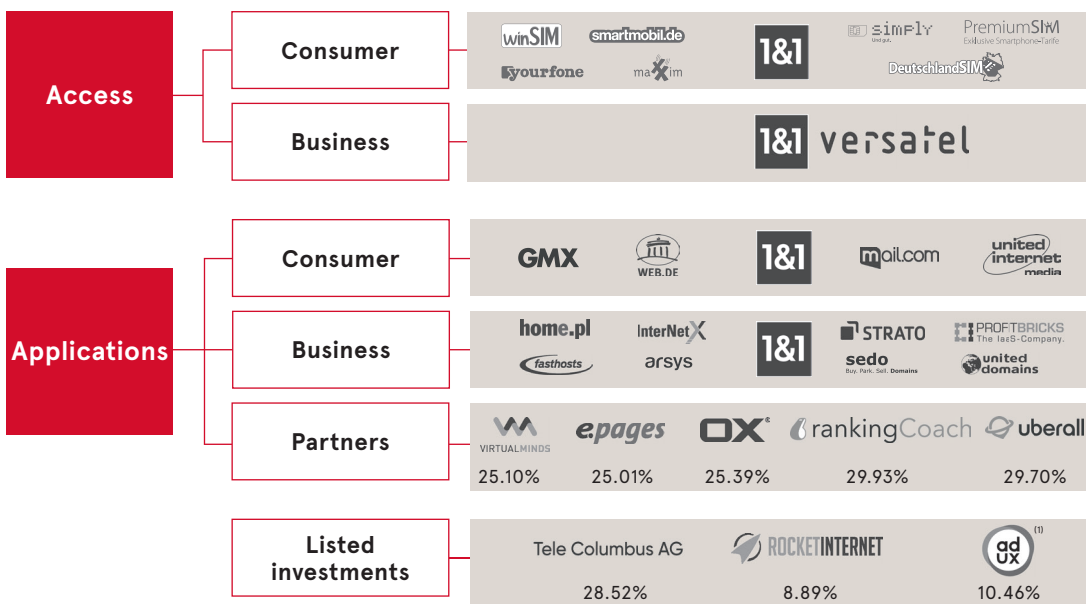 Access
Consumer
winSIM
smartmobil.de
yourfone
maXXim
1&1
simply
Und gut.
PremiumSIM
Exklusive Smartphone-Tarife
DeutschlandSIM
Business
1&1 versatel
Applications
Consumer
GMX
WEB.DE
1&1
mail.com
united
internet
media
Business
home.pl
InterNetX
fasthosts
arsys
1&1
STRATO
sedo
Buy. Park. Sell. Domains
PROFITBRICKS
The IaaS-Company.
united
domains
Partners
VIRTUALMINDS
epages
OX®
rankingCoach
uberall
25.10%
25.01%
25.39%
29.93%
29.70%
Listed
investments
Tele Columbus AG
ROCKETINTERNET
ad
ux
(1)
28.52%
8.89%
10.46%